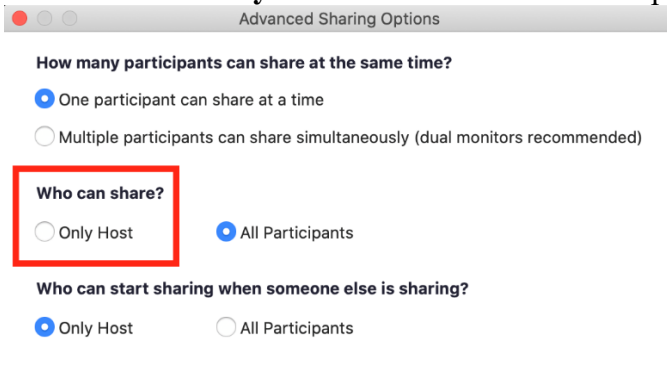 Advanced Sharing Options
How many participants can share at the same time?
One participant can share at a time
Multiple participants can share simultaneously (dual monitors recommended)
Who can share?
Only Host All Participants
Who can start sharing when someone else is sharing?
Only Host All Participants